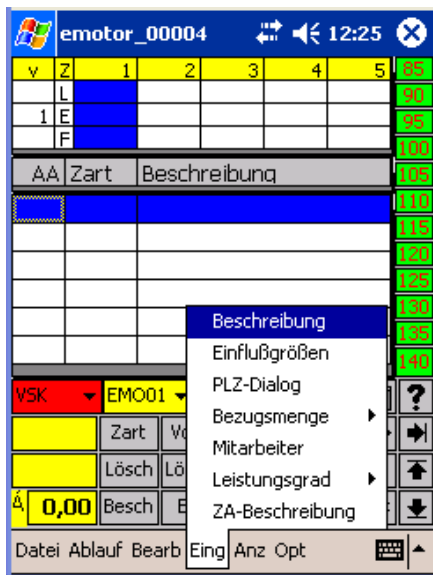 emotor_00004 12:25
v Z 1 2 3 4 5 85
L 90
1 E 95
F 100
AA Zart Beschreibung 105
110
115
120
125
130
135
140
Beschreibung
Einflußgrößen
PLZ-Dialog
Bezugsmenge
Mitarbeiter
Leistungsgrad
ZA-Beschreibung
VSK EMO01 ?
Zart
Lösch
0,00 Besch
Datei Ablauf Bearb Eing Anz Opt